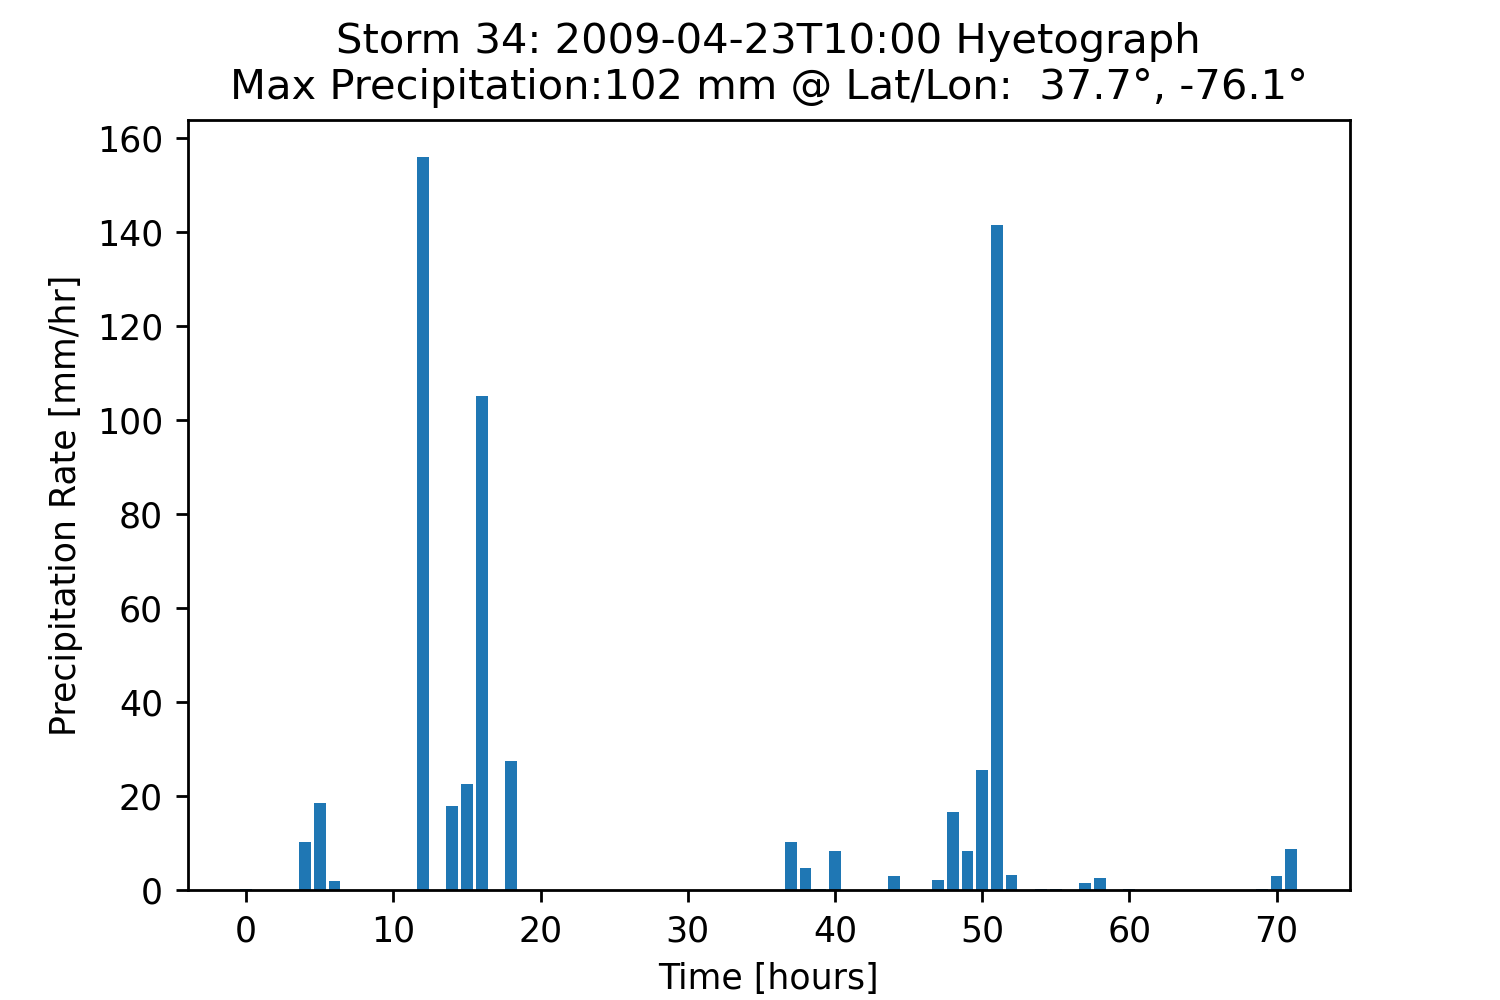 Storm 34: 2009-04-23T10:00 Hyetograph
Max Precipitation:102 mm @ Lat/Lon:  37.7°, -76.1°
160
140
120
100
80
60
40
20
0
Precipitation Rate [mm/hr]
0 10 20 30 40 50 60 70
Time [hours]